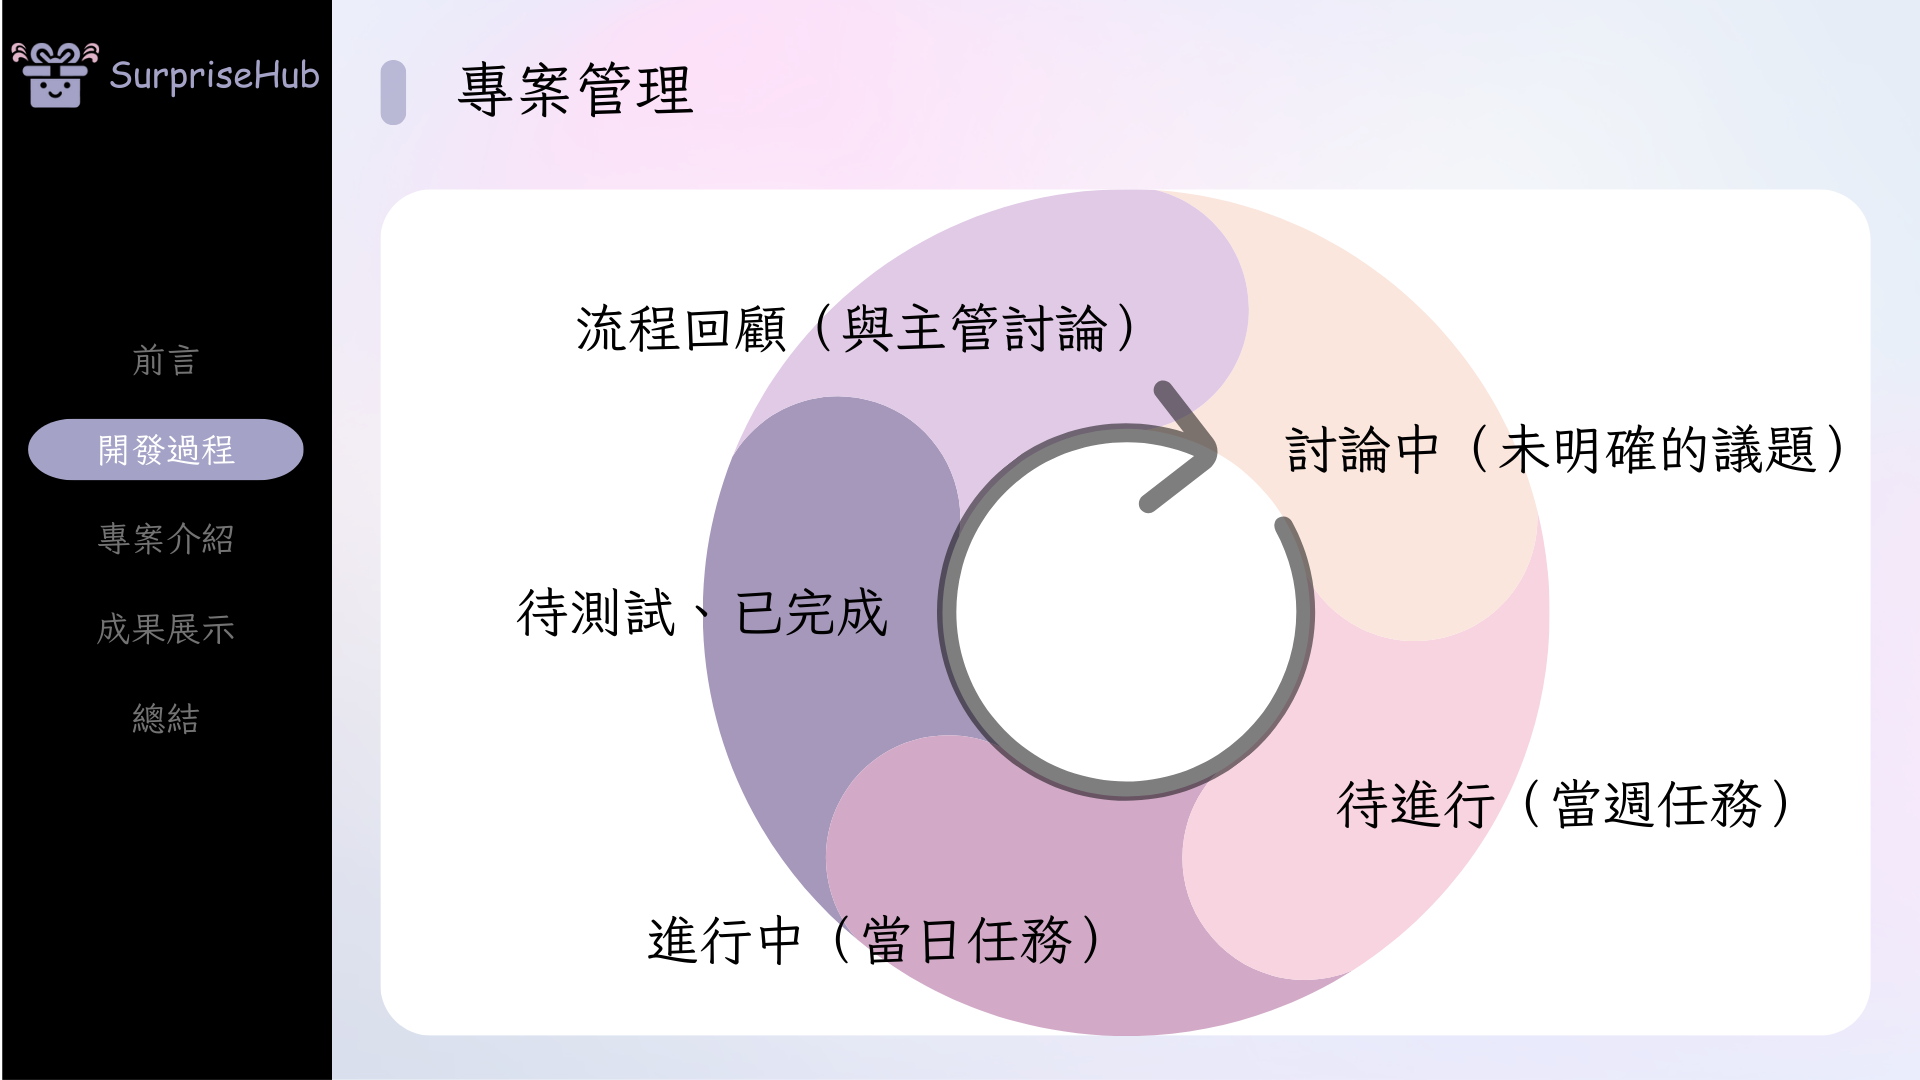 SurpriseHub
前言
開發過程
專案介紹
成果展示
總結
專案管理
流程回顧（與主管討論）
討論中（未明確的議題）
待測試、已完成
待進行（當週任務）
進行中（當日任務）